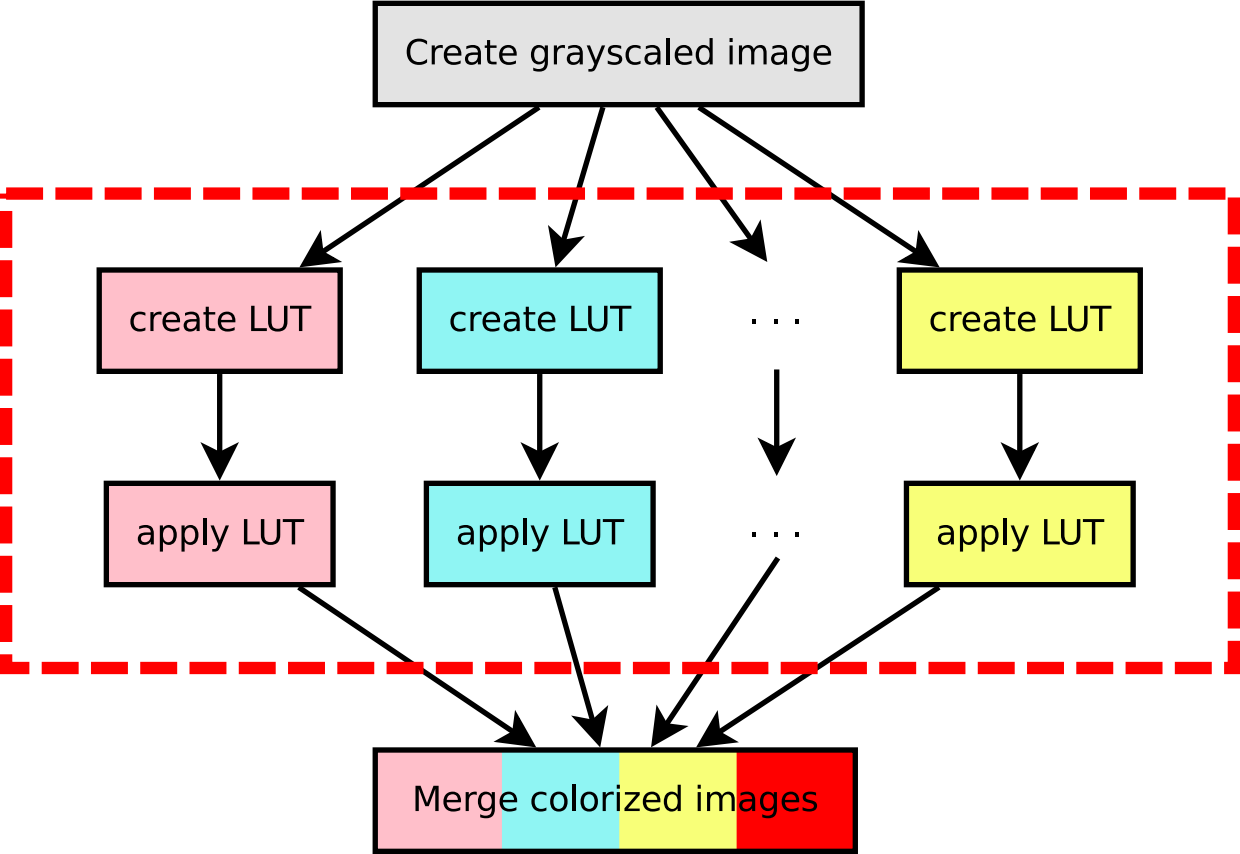 Create grayscaled image
create LUT create LUT . . . create LUT
apply LUT apply LUT . . . apply LUT
Merge colorized images